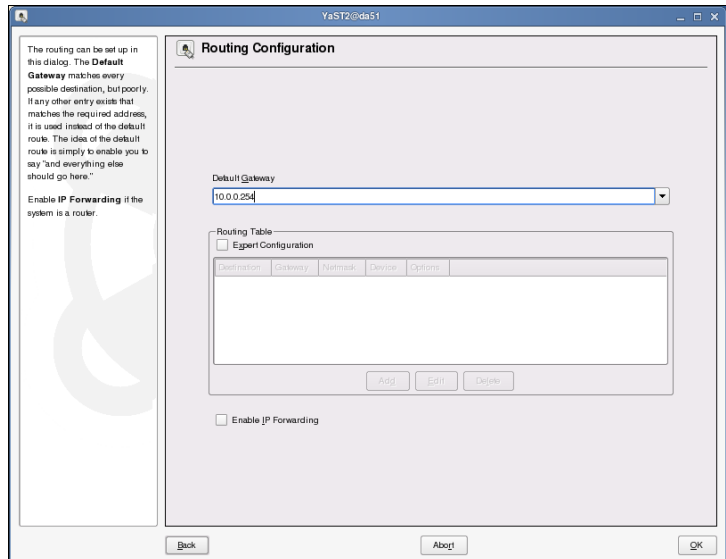 YaST2@da51
The routing can be set up in
this dialog. The Default
Gateway matches every
possible destination, but poorly.
If any other entry exists that
matches the required address,
it is used instead of the default
route. The idea of the default
route is simply to enable you to
say "and everything else
should go here."
Enable IP Forwarding if the
system is a router.
Routing Configuration
Default Gateway
10.0.0.254
Routing Table
Expert Configuration
Destination Gateway Netmask Device Options
Add Edit Delete
Enable IP Forwarding
Back Abort OK